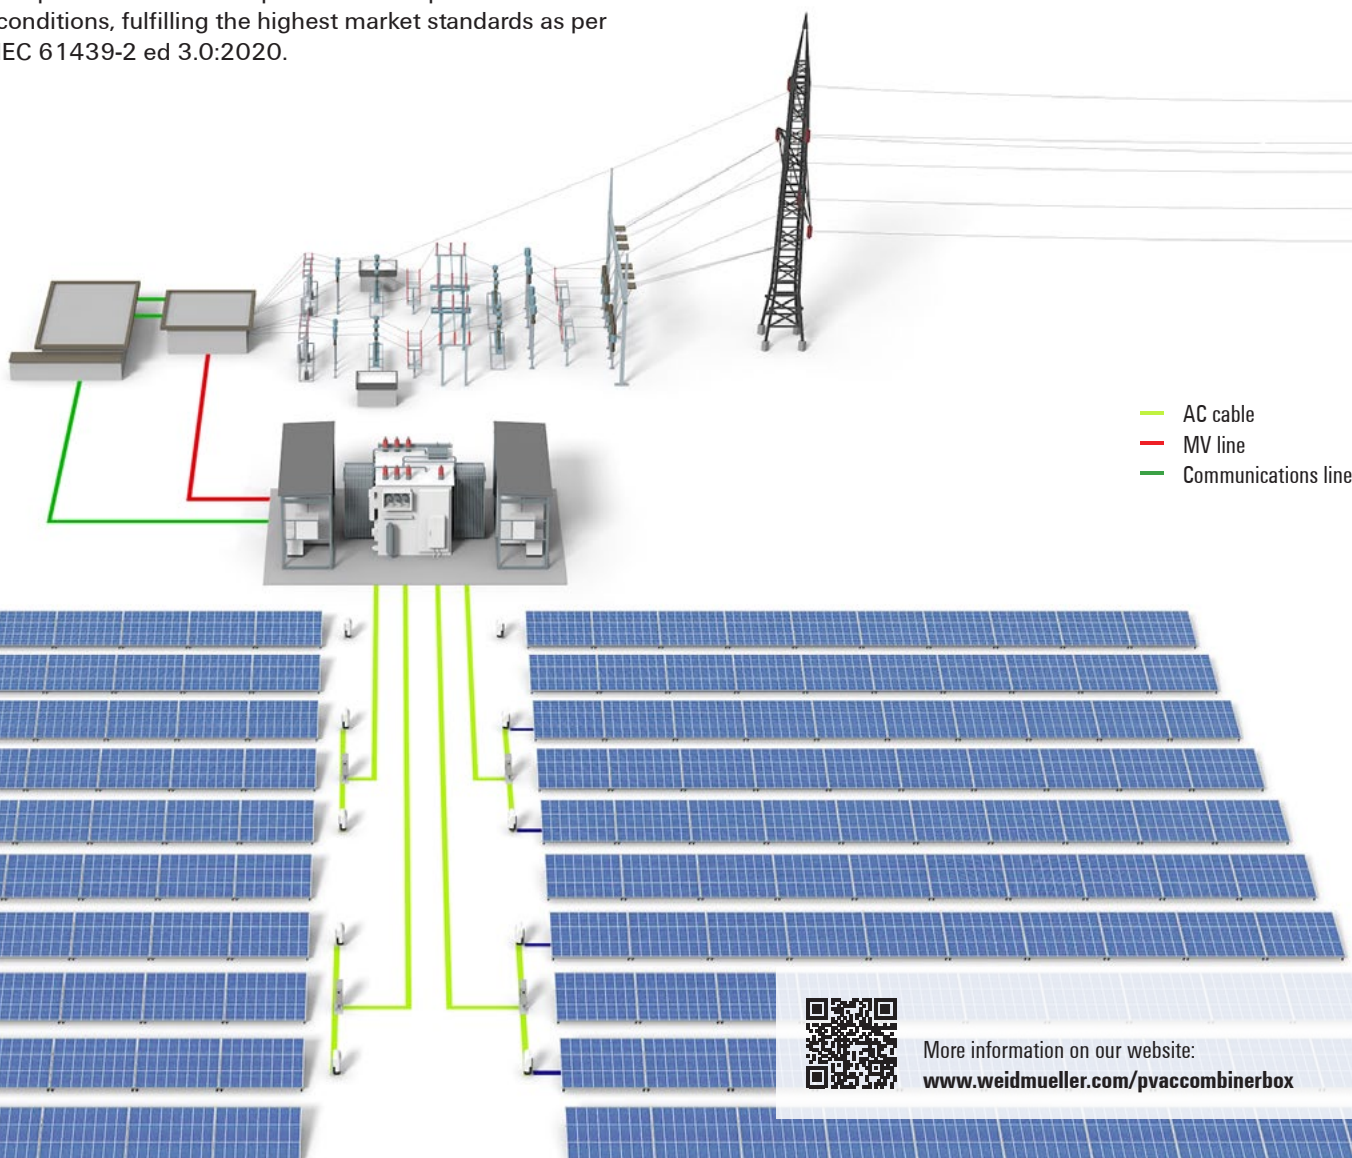 conditions, fulfilling the highest market standards as per
IEC 61439-2 ed 3.0:2020.
AC cable
MV line
Communications line
More information on our website:
www.weidmueller.com/pvaccombinerbox